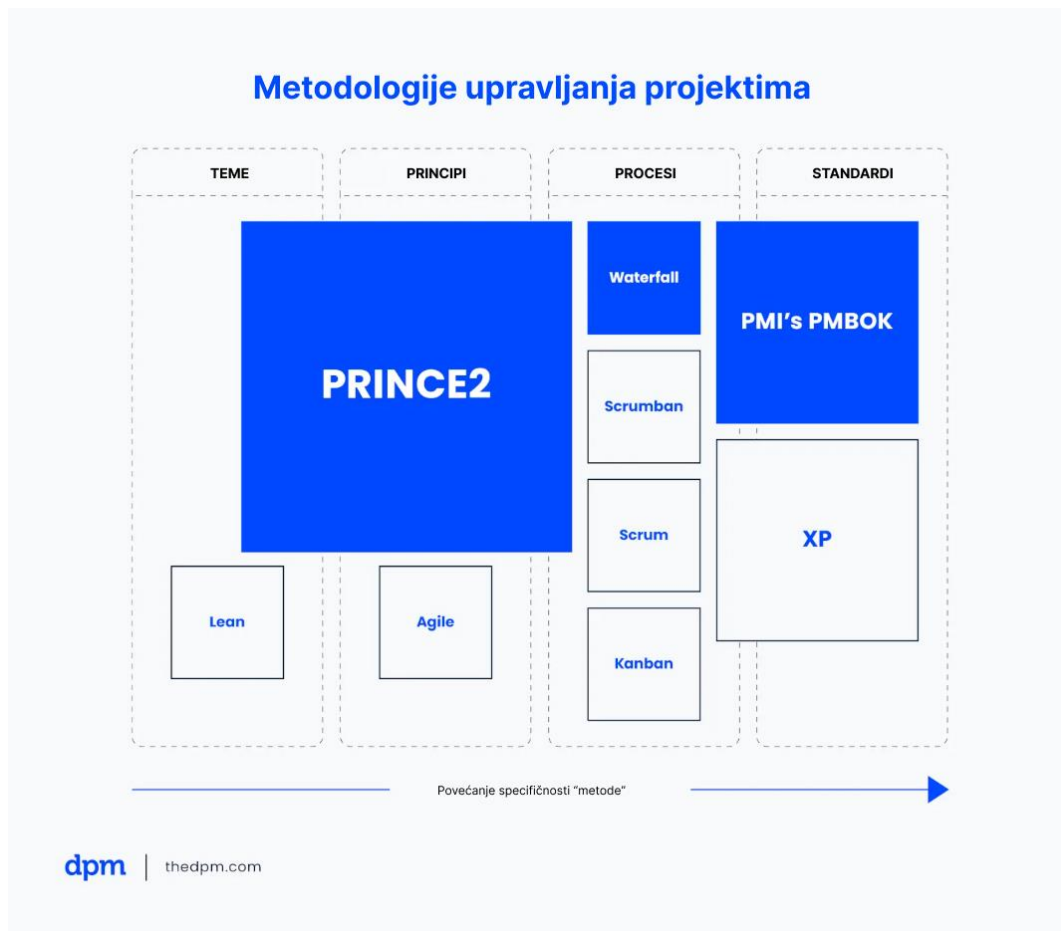 Metodologije upravljanja projektima
TEME
PRINCIPI
PROCESI
STANDARDI
PRINCE2
Waterfall
PMI’s PMBOK
Scrumban
Scrum
XP
Lean
Agile
Kanban
Povećanje specifičnosti “metode”
dpm | thedpm.com